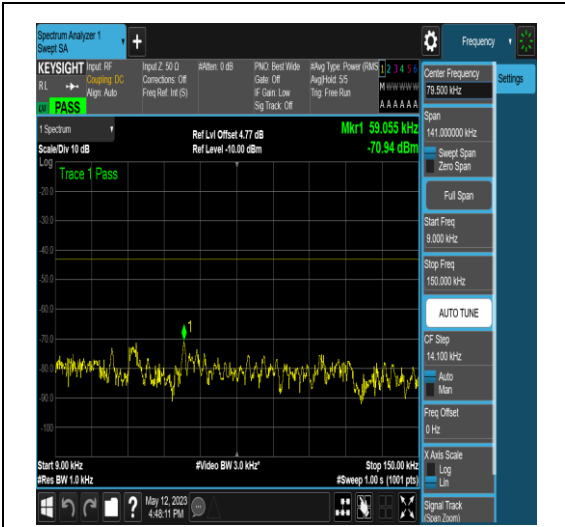 Spectrum Analyzer 1
Swept SA
Frequency
KEYSIGHT
Input: RF
Coupling: DC
Align: Auto
Input Z: 50 Ω
Corrections: Off
Freq Ref: Int (S)
#Atten: 0 dB
PNO: Best Wide
Gate: Off
IF Gain: Low
Sig Track: Off
#Avg Type: Power (RMS
Avg|Hold: 5/5
Trig: Free Run
1 2 3 4 5 6
M W W W W W
A A A A A A
R L
PASS
1 Spectrum
Scale/Div 10 dB
Ref Lvl Offset 4.77 dB
Ref Level -10.00 dBm
Mkr1 59.055 kHz
-70.94 dBm
Log
Trace 1 Pass
-20.0
-30.0
-40.0
-50.0
-60.0
-70.0
-80.0
-90.0
-100
1
Start 9.00 kHz
#Res BW 1.0 kHz
#Video BW 3.0 kHz*
Stop 150.00 kHz
#Sweep 1.00 s (1001 pts)
May 12, 2023
4:48:11 PM
?
Center Frequency
79.500 kHz
Settings
Span
141.000000 kHz
Swept Span
Zero Span
Full Span
Start Freq
9.000 kHz
Stop Freq
150.000 kHz
AUTO TUNE
CF Step
14.100 kHz
Auto
Man
Freq Offset
0 Hz
X Axis Scale
Log
Lin
Signal Track
(Span Zoom)